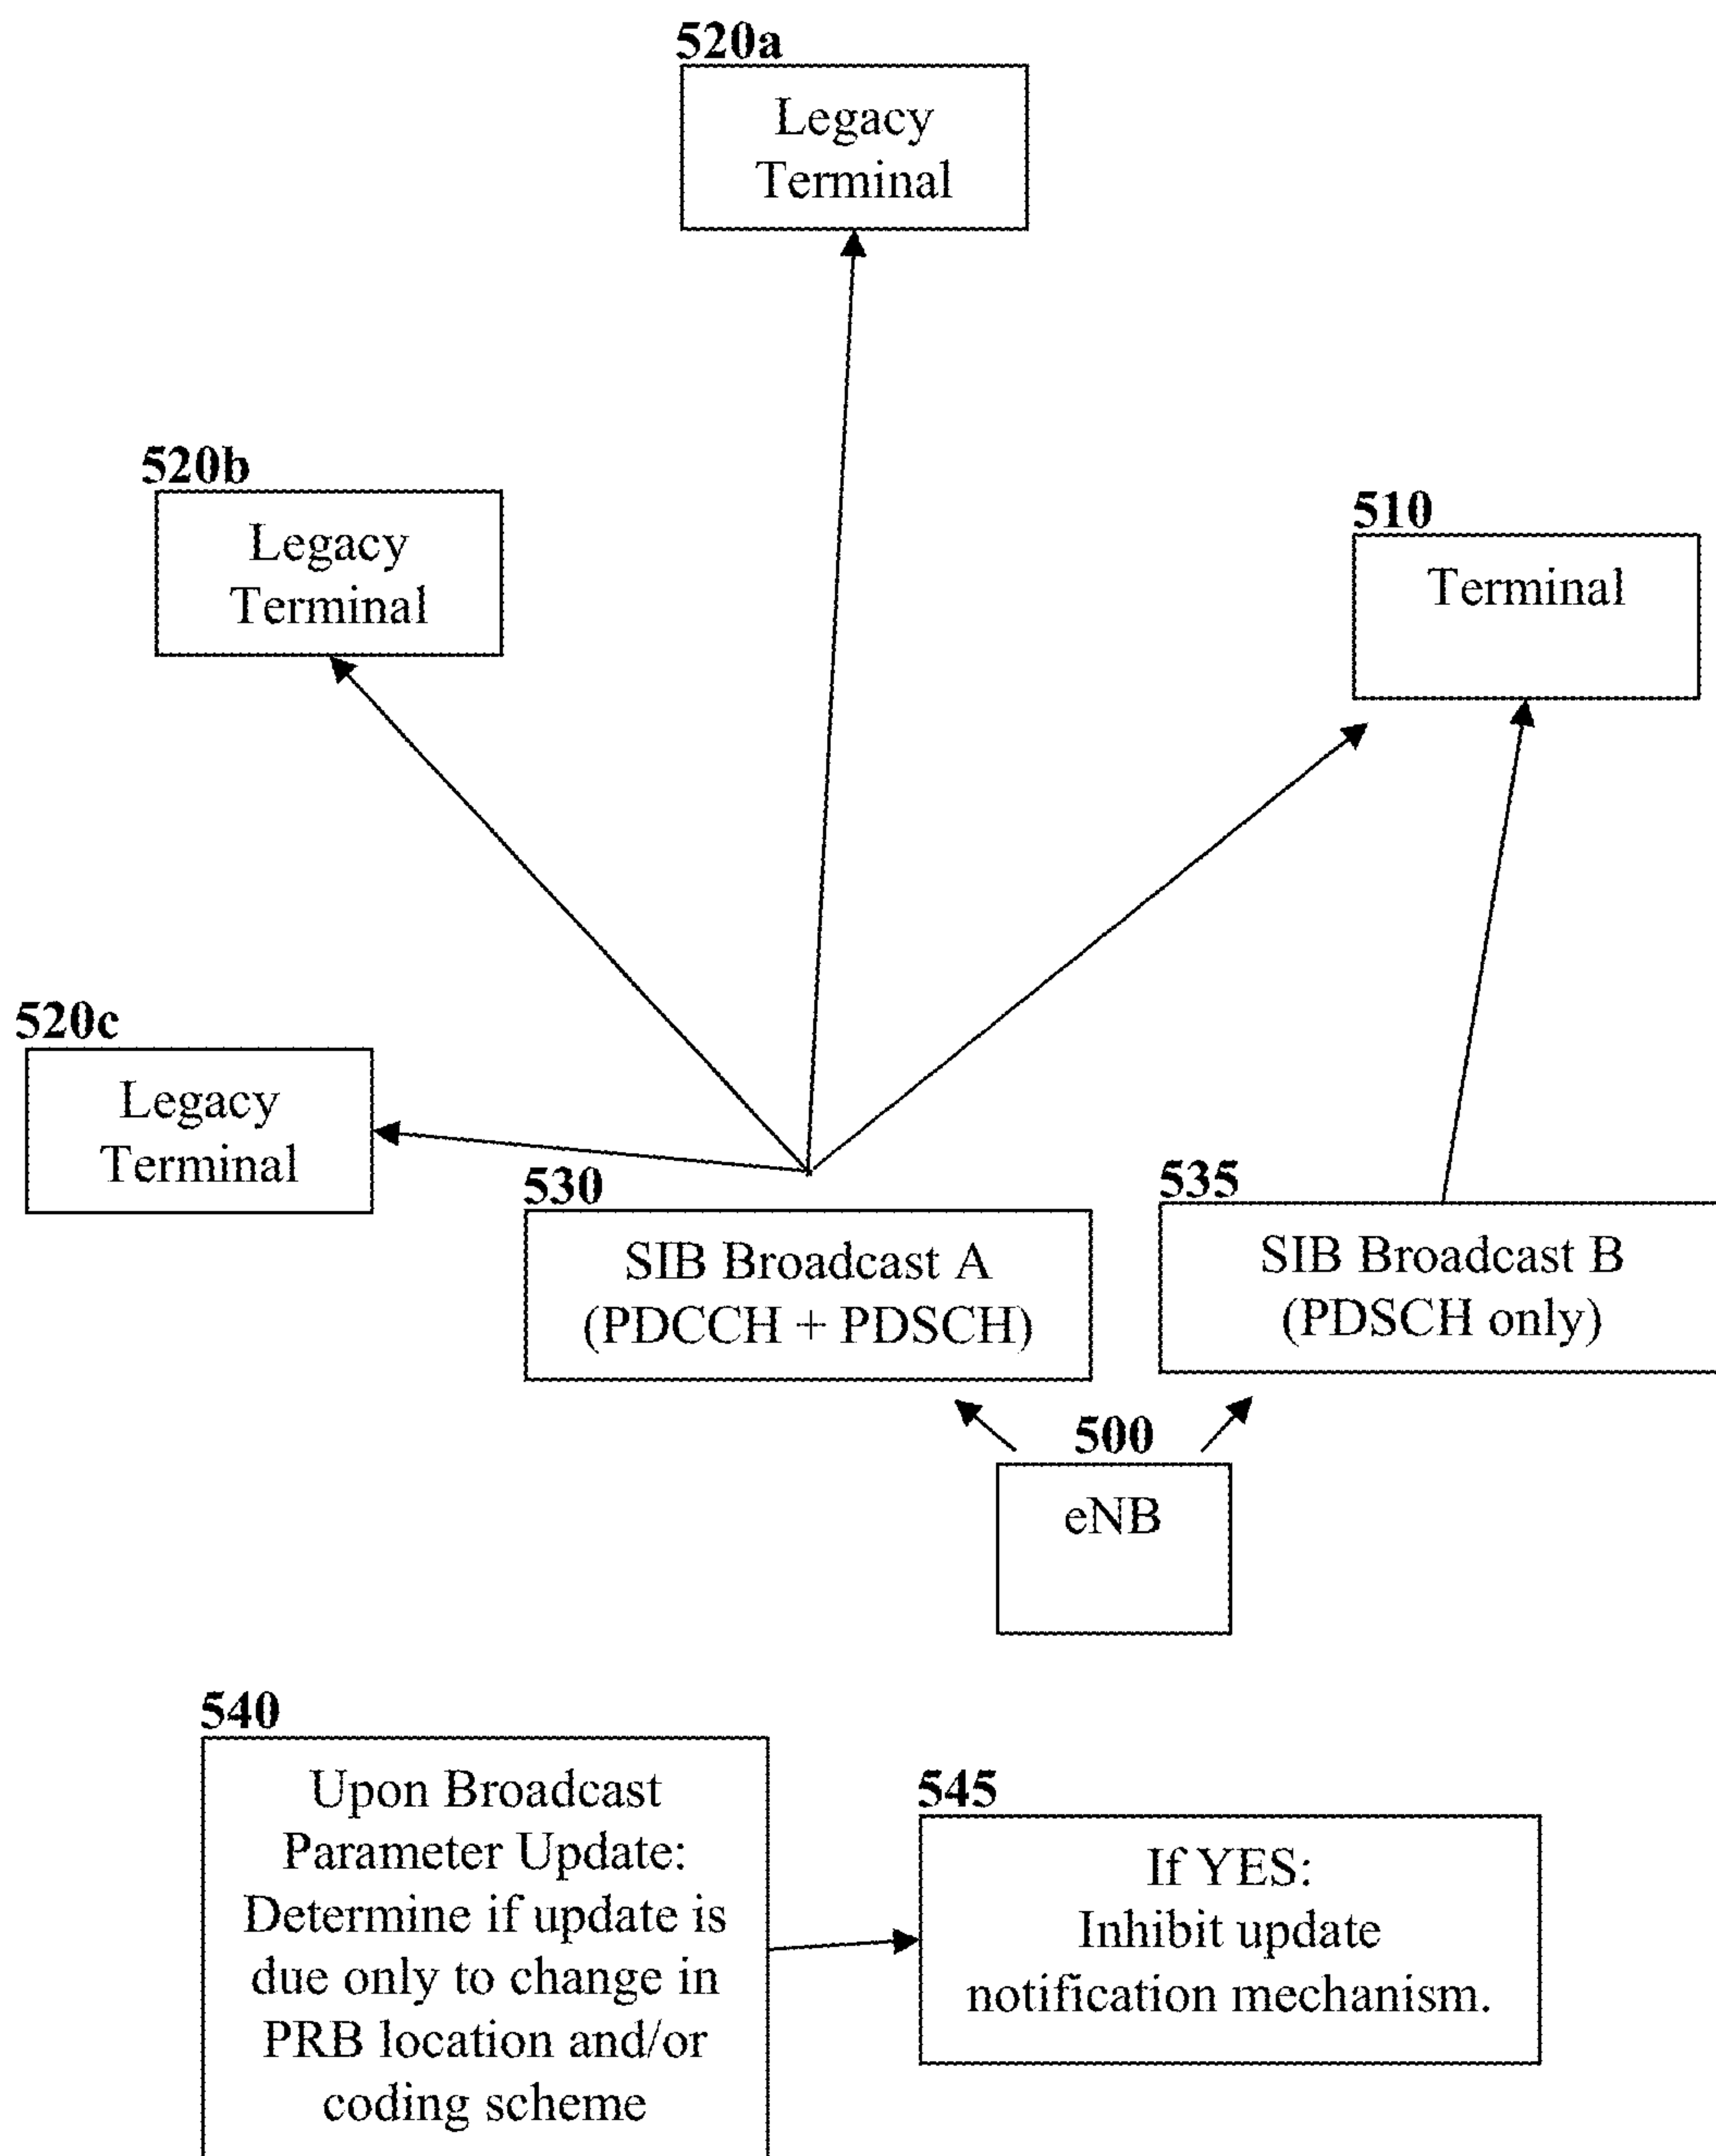 520a
Legacy
Terminal
520b
Legacy
Terminal
510
Terminal
520c
Legacy
Terminal
530
SIB Broadcast A
(PDCCH + PDSCH)
535
SIB Broadcast B
(PDSCH only)
500
eNB
540
Upon Broadcast
Parameter Update:
Determine if update is
due only to change in
PRB location and/or
coding scheme
545
If YES:
Inhibit update
notification mechanism.